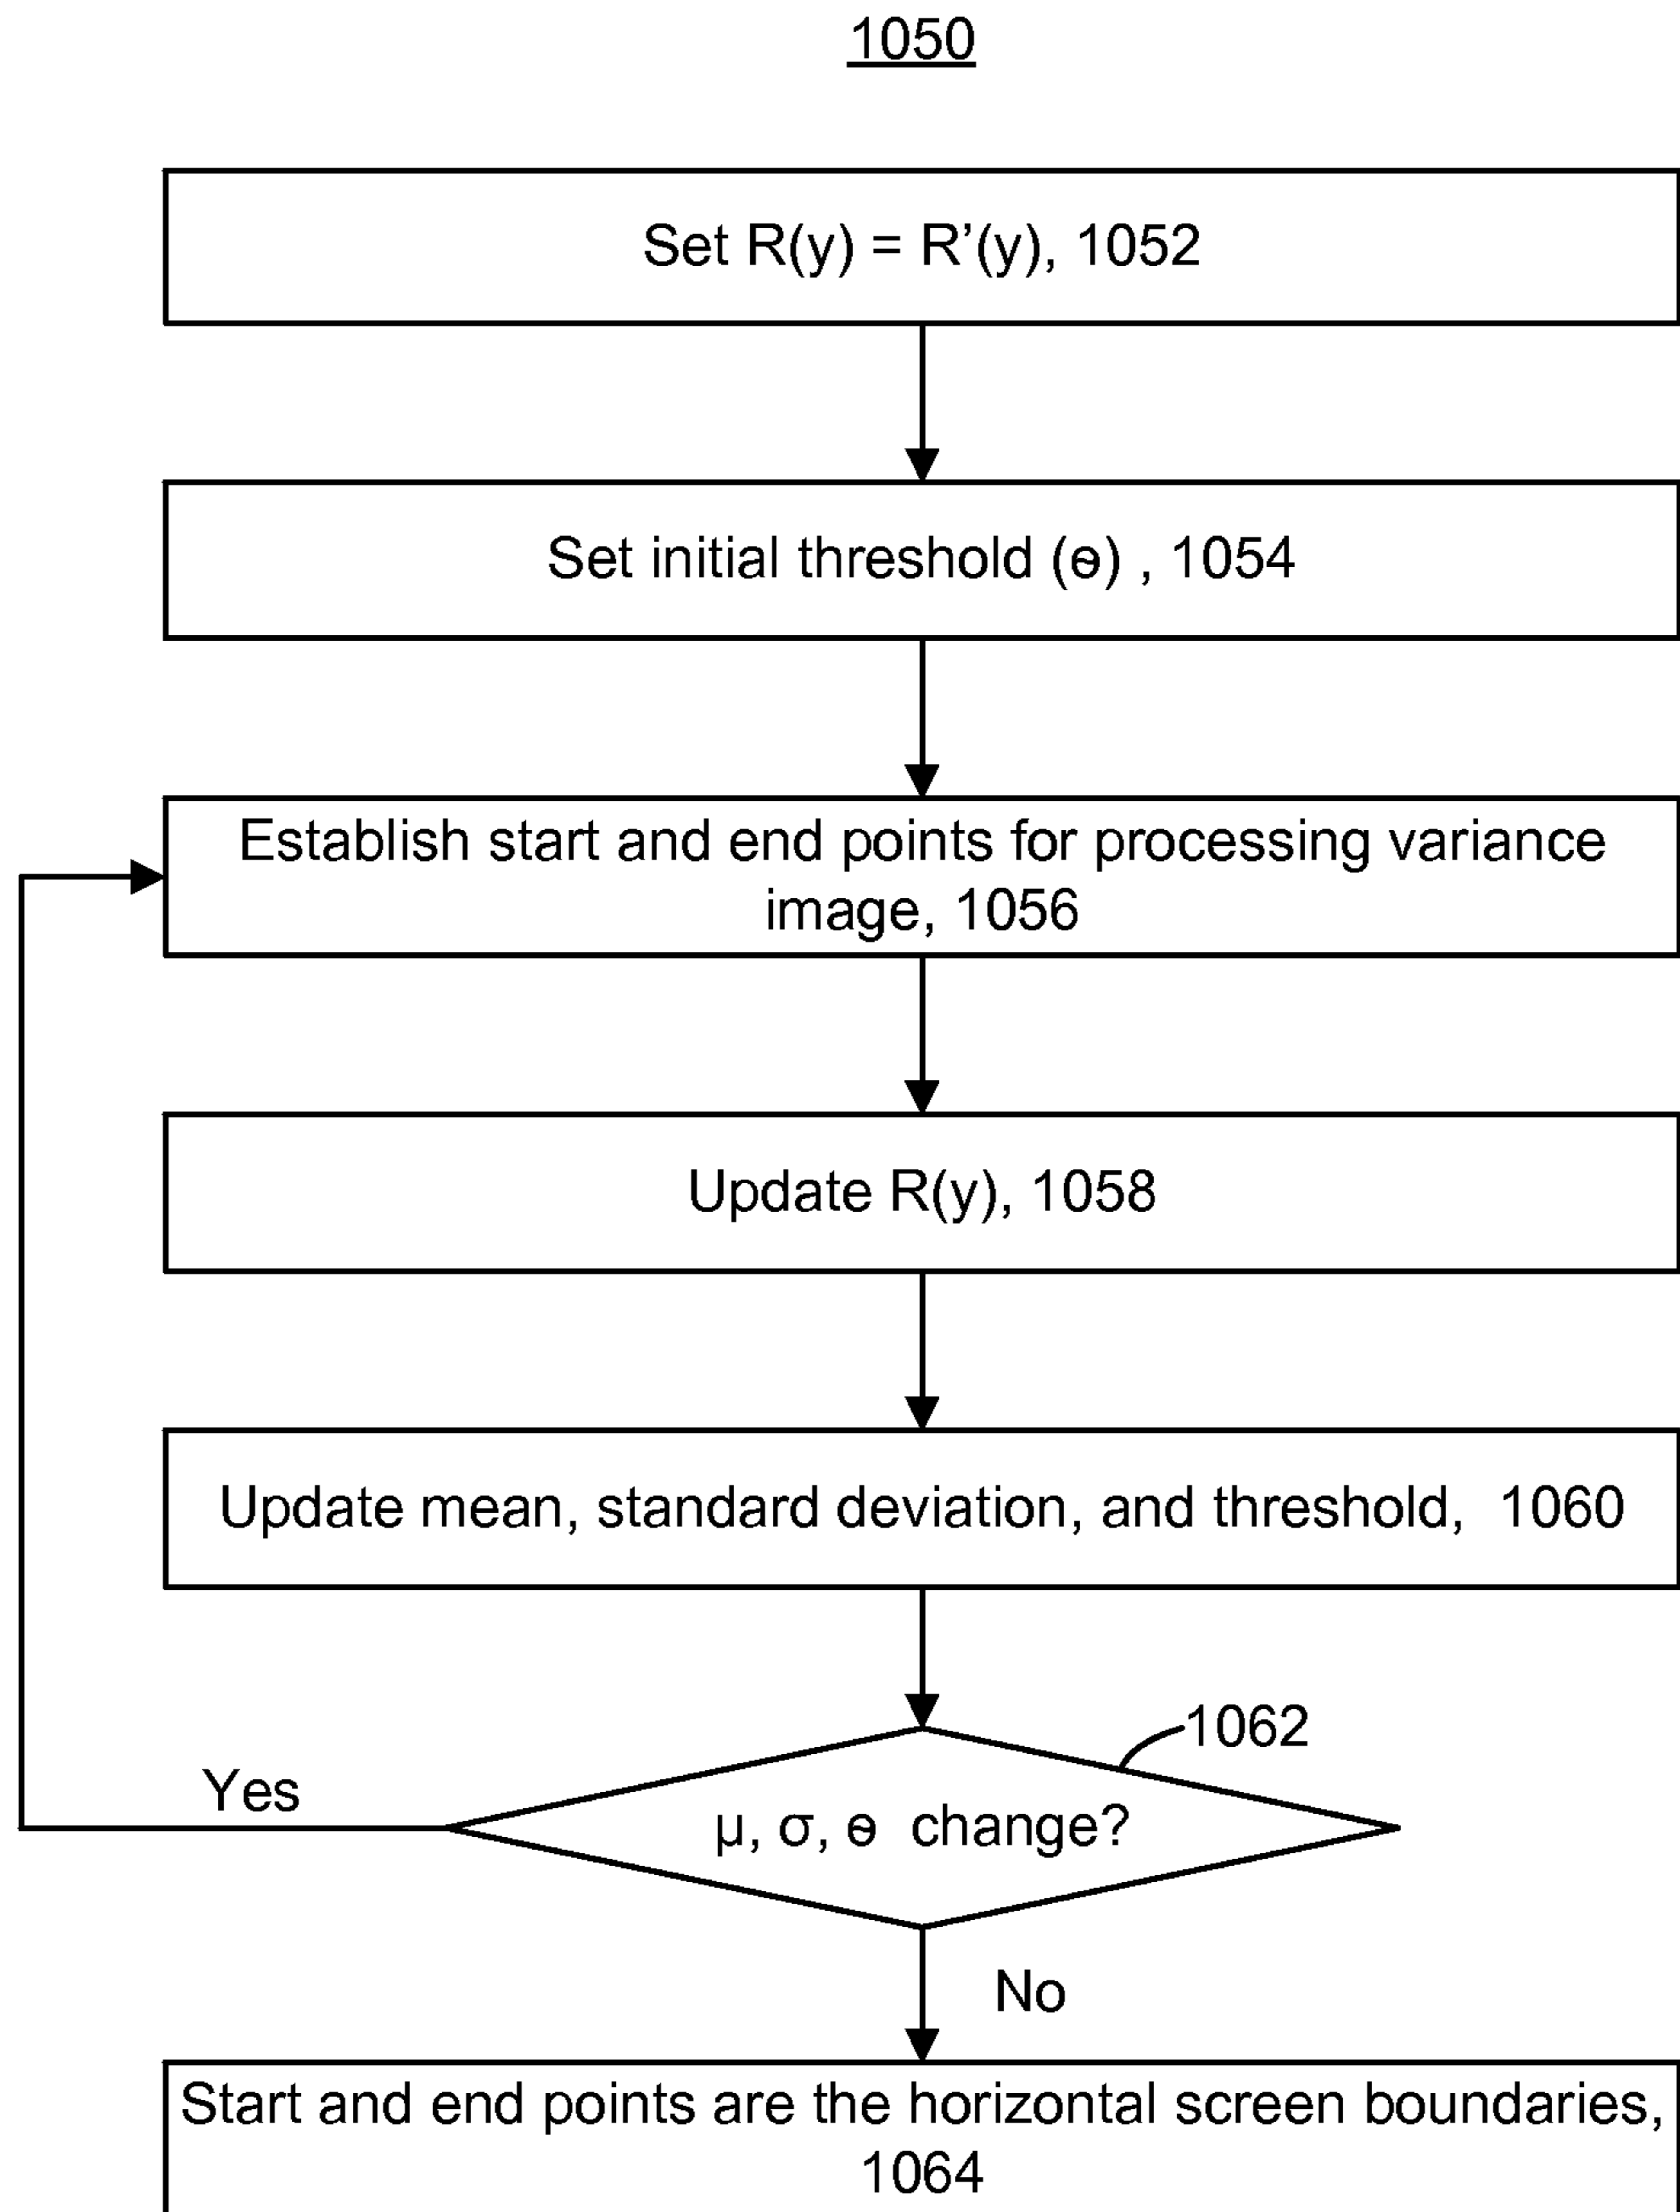 1050
Set R(y) = R’(y), 1052
Set initial threshold (ɵ) , 1054
Establish start and end points for processing variance
image, 1056
Update R(y), 1058
Update mean, standard deviation, and threshold,  1060
1062
Yes
µ, σ, ɵ  change?
No
Start and end points are the horizontal screen boundaries,
1064